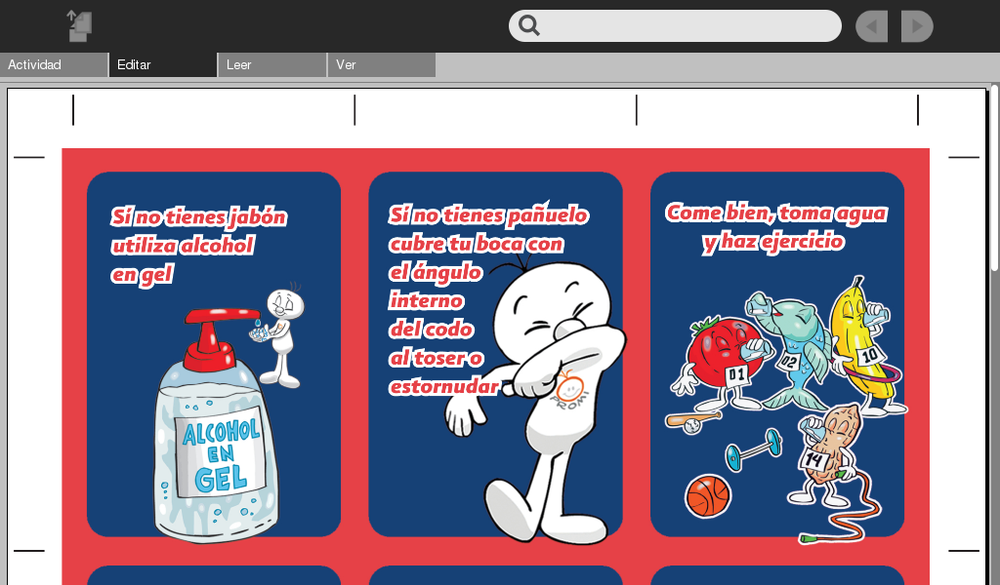 Actividad
Editar
Leer
Ver
Sí no tienes jabón
utiliza alcohol
en gel
ALCOHOL
EN
GEL
Sí no tienes pañuelo
cubre tu boca con
el ángulo
interno
del codo
al toser o
estornudar
PROMI
Come bien, toma agua
y haz ejercicio
01
02
10
14